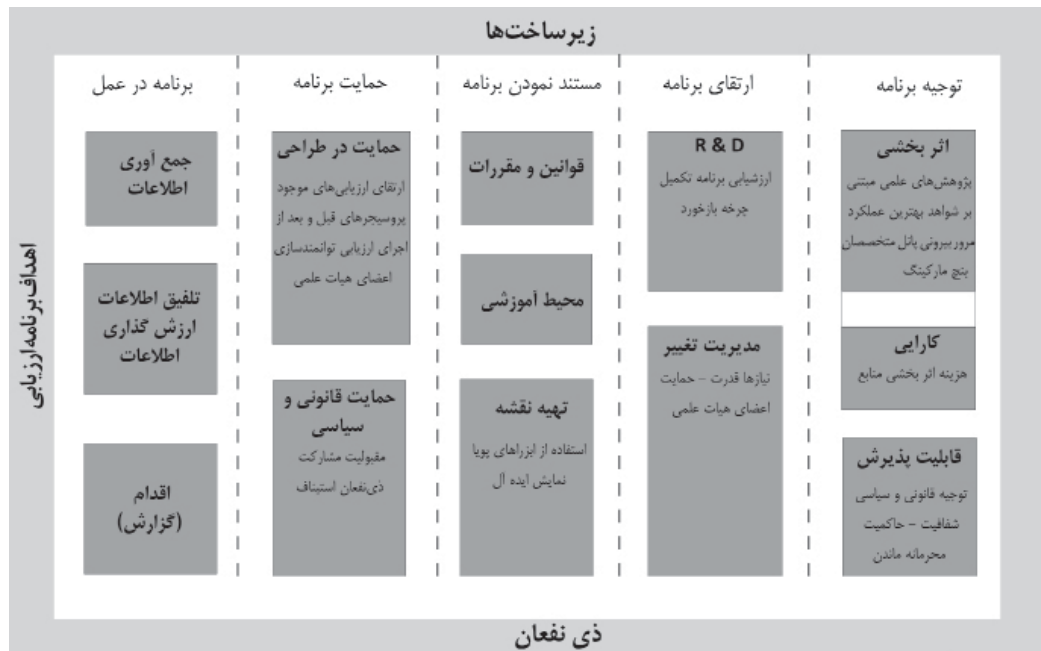 زیرساخت‌ها
توجیه برنامه
اثر بخشی
پژوهش‌های علمی مبتنی
بر شواهد بهترین عملکرد
مرور بیرونی پانل متخصصان
بنچ مارکینگ
کارایی
هزینه اثر بخشی منابع
قابلیت پذیرش
توجیه قانونی و سیاسی
شفافیت – حاکمیت
محرمانه ماندن
ارتقای برنامه
R & D
ارزشیابی برنامه تکمیل
چرخه بازخورد
مدیریت تغییر
نیازها قدرت – حمایت
اعضای هیات علمی
مستند نمودن برنامه
قوانین و مقررات
محیط آموزشی
تهیه نقشه
استفاده از ابزراهای پویا
نمایش ایده آل
حمایت برنامه
حمایت در طراحی
ارتقای ارزیابی‌های موجود
پروسیجرهای قبل و بعد از
اجرای ارزیابی توانمندسازی
اعضای هیات علمی
حمایت قانونی و
سیاسی
مقبولیت مشارکت
ذی‌نفعان استیناف
برنامه در عمل
جمع آوری
اطلاعات
تلفیق اطلاعات
ارزش گذاری
اطلاعات
اقدام
(گزارش)
اهداف‌برنامه‌ارزیابی
ذی نفعان